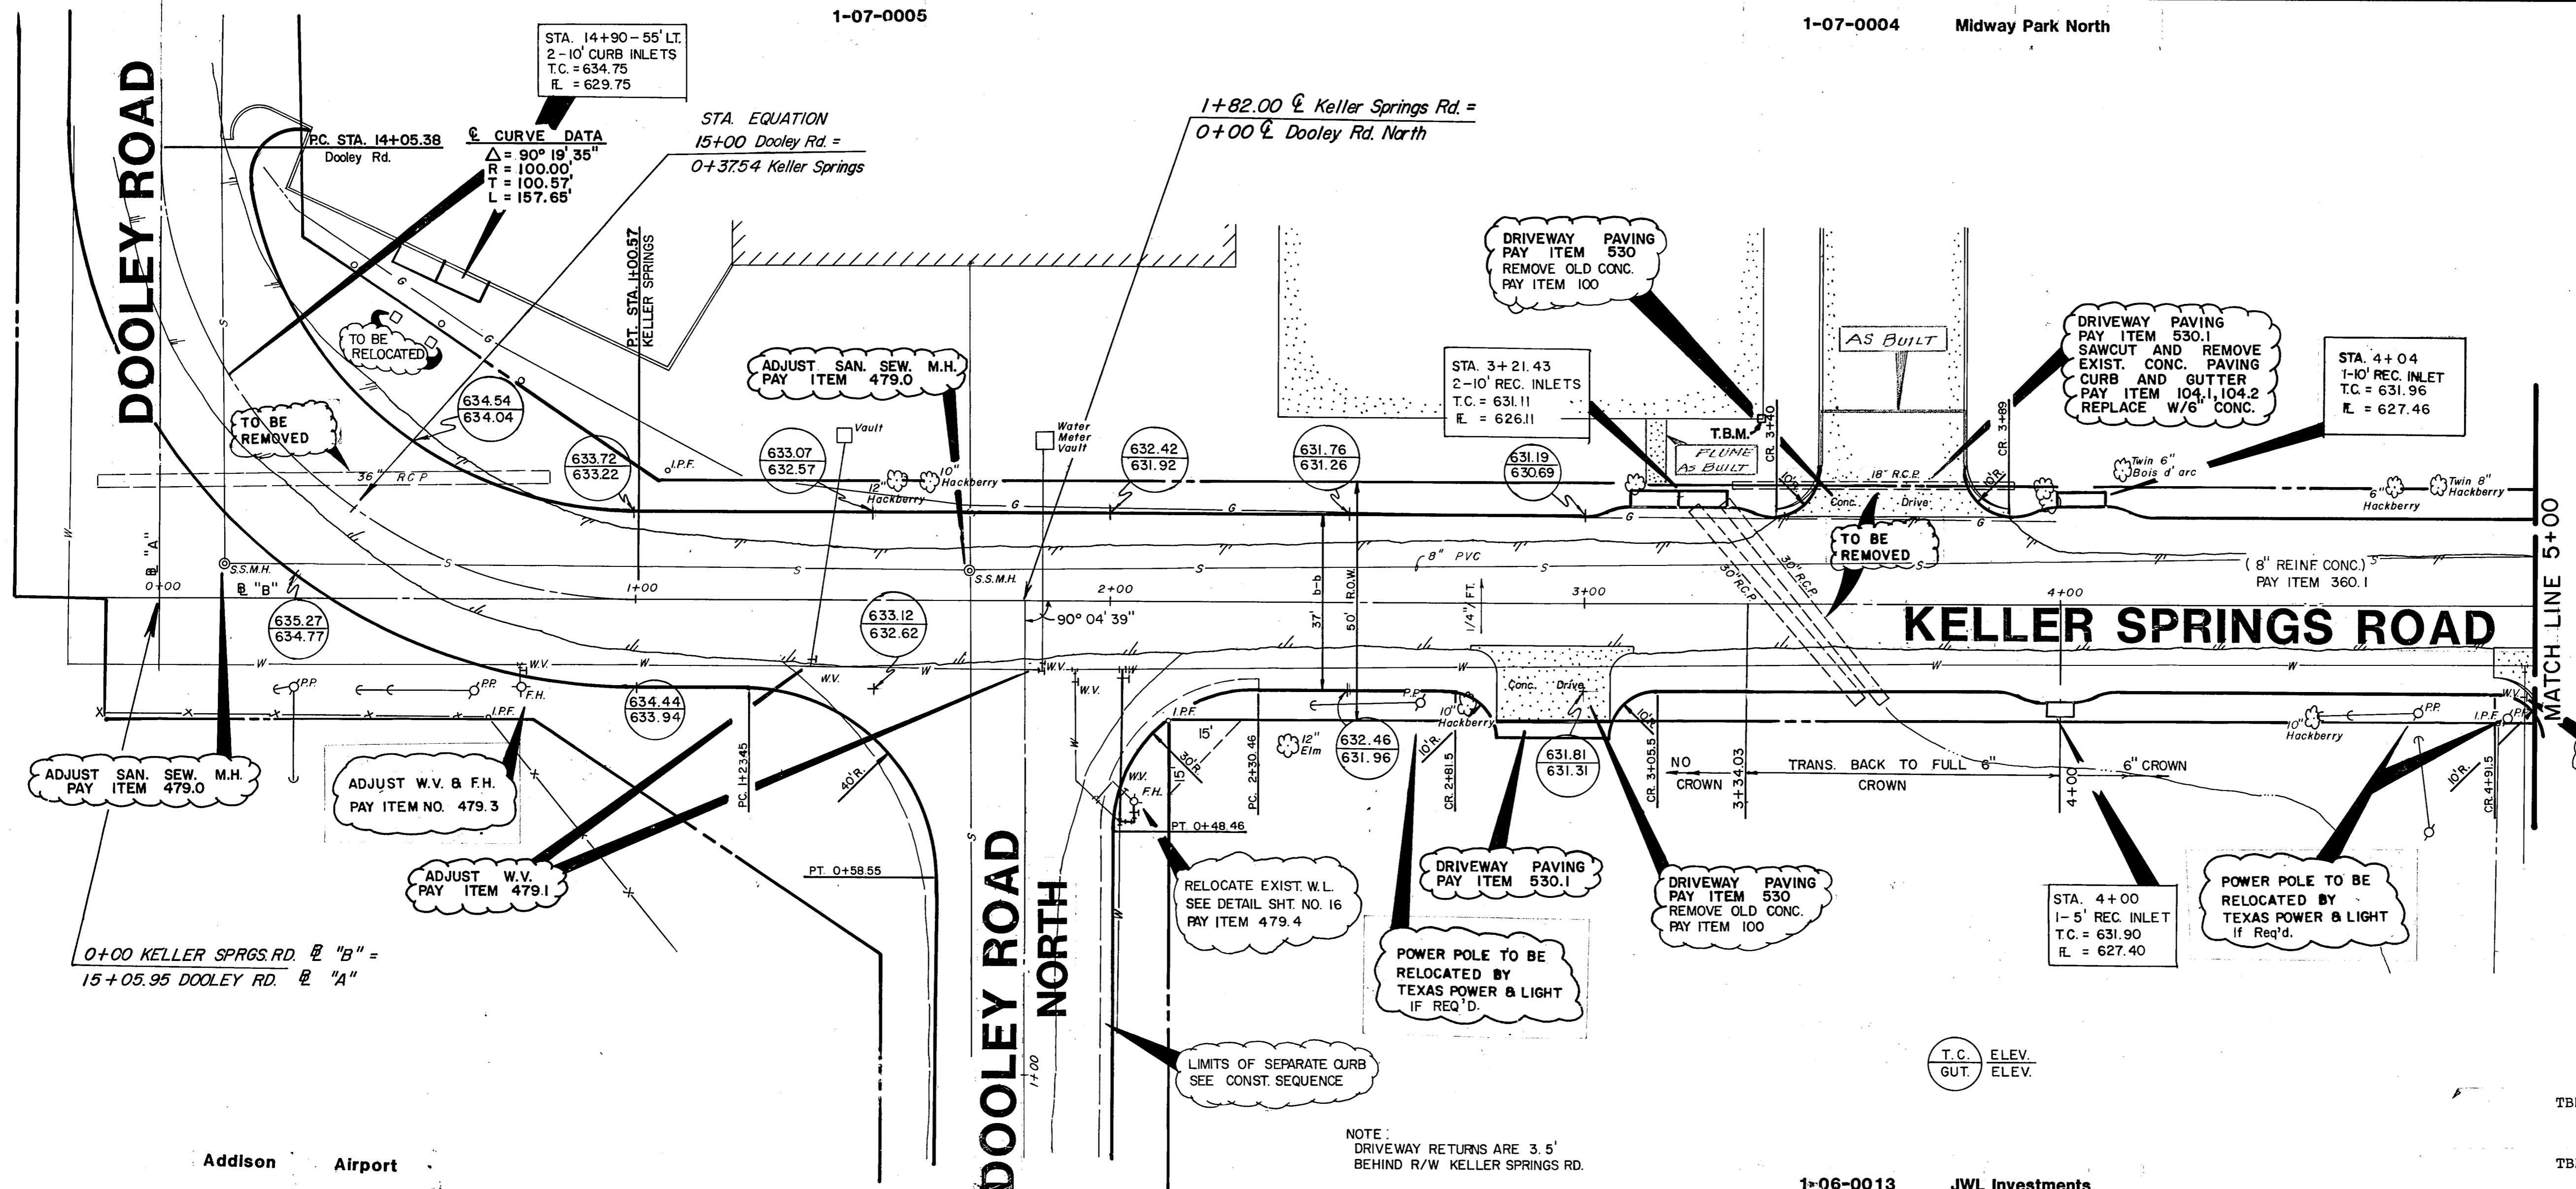 1-07-0005
1-07-0004 Midway Park North
STA. 14+90-55' LT.
2-10' CURB INLETS
T.C. = 634.75
FL = 629.75
P.C. STA. 14+05.38
Dooley Rd.
℄ CURVE DATA
Δ = 90° 19' 35"
R = 100.00'
T = 100.57'
L = 157.65'
STA. EQUATION
15+00 Dooley Rd. =
0+37.54 Keller Springs
1+82.00 ℄ Keller Springs Rd. =
0+00 ℄ Dooley Rd. North
DOOLEY ROAD
P.T. STA. 1+00.57
KELLER SPRINGS
TO BE
RELOCATED
TO BE
REMOVED
36" RCP
634.54
634.04
633.72
633.22
I.P.F.
ADJUST SAN. SEW. M.H.
PAY ITEM 479.0
633.07
632.57
Vault
12"
Hackberry
10"
Hackberry
Water
Meter
Vault
632.42
631.92
631.76
631.26
631.19
630.69
DRIVEWAY PAVING
PAY ITEM 530
REMOVE OLD CONC.
PAY ITEM 100
STA. 3+21.43
2-10' REC. INLETS
T.C. = 631.11
FL = 626.11
T.B.M.
FLUME
AS BUILT
CR. 3+40
AS BUILT
CR. 3+89
DRIVEWAY PAVING
PAY ITEM 530.1
SAWCUT AND REMOVE
EXIST. CONC. PAVING
CURB AND GUTTER
PAY ITEM 104.1, 104.2
REPLACE W/6" CONC.
STA. 4+04
1-10' REC. INLET
T.C. = 631.96
FL = 627.46
18" R.C.P.
10'R.
10'R.
Conc. Drive
Twin 6"
Bois d'arc
6"
Hackberry
Twin 8"
Hackberry
TO BE
REMOVED
30" R.C.P.
30" R.C.P.
8" PVC
(8" REINF. CONC.)
PAY ITEM 360.1
MATCH LINE 5+00
KELLER SPRINGS ROAD
"A"
0+00
"B"
S.S.M.H.
S.S.M.H.
1+00
2+00
3+00
4+00
90° 04' 39"
37' b-b
50' R.O.W.
1/4"/FT.
635.27
634.77
633.12
632.62
634.44
633.94
P.P.
P.P.
W.V.
F.H.
I.P.F.
W.V.
W.V.
W.V.
I.P.F.
15'
30'R.
15'
W.V.
F.H.
PC. 1+23.45
40'R.
PC. 2+30.46
PT. 0+48.46
PT. 0+58.55
12"
Elm
632.46
631.96
P.P.
10"
Hackberry
10'R.
CR. 2+81.5
Conc. Drive
631.81
631.31
10'R.
CR. 3+05.5
NO
CROWN
3+34.03
TRANS. BACK TO FULL 6"
CROWN
4+00
6" CROWN
10"
Hackberry
P.P.
I.P.F.
P.P.
W.V.
10'R.
CR. 4+91.5
ADJUST SAN. SEW. M.H.
PAY ITEM 479.0
ADJUST W.V. & F.H.
PAY ITEM NO. 479.3
ADJUST W.V.
PAY ITEM 479.1
0+00 KELLER SPRGS. RD. ℄ "B" =
15+05.95 DOOLEY RD. ℄ "A"
DOOLEY ROAD
NORTH
1+00
RELOCATE EXIST. W.L.
SEE DETAIL SHT. NO. 16
PAY ITEM 479.4
LIMITS OF SEPARATE CURB
SEE CONST. SEQUENCE
DRIVEWAY PAVING
PAY ITEM 530.1
POWER POLE TO BE
RELOCATED BY
TEXAS POWER & LIGHT
IF REQ'D.
DRIVEWAY PAVING
PAY ITEM 530
REMOVE OLD CONC.
PAY ITEM 100
STA. 4+00
1-5' REC. INLET
T.C. = 631.90
FL = 627.40
POWER POLE TO BE
RELOCATED BY
TEXAS POWER & LIGHT
If Req'd.
T.C. ELEV.
GUT. ELEV.
NOTE:
DRIVEWAY RETURNS ARE 3.5'
BEHIND R/W KELLER SPRINGS RD.
Addison Airport
1-06-0013 JWL Investments